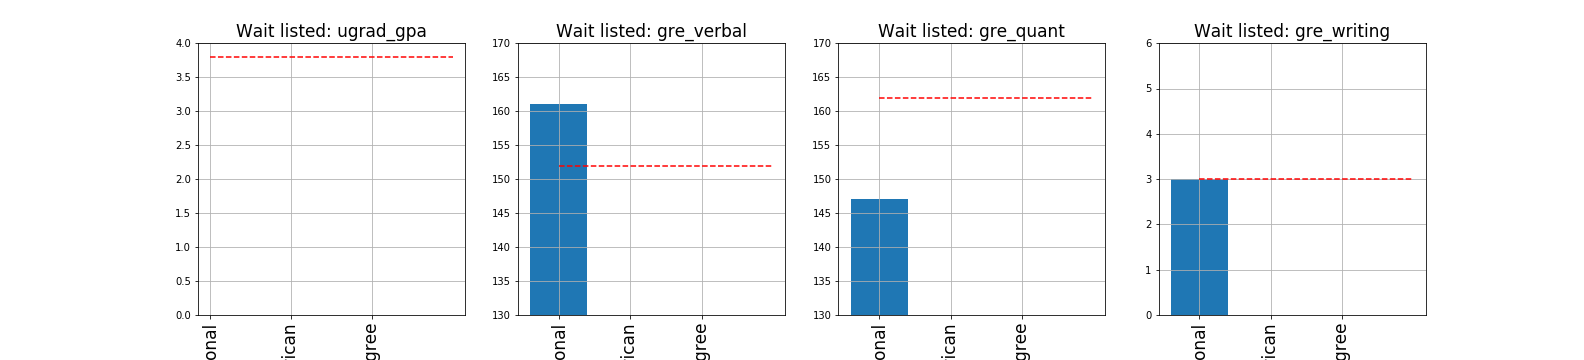 Wait listed: ugrad_gpa
4.0
3.5
3.0
2.5
2.0
1.5
1.0
0.5
0.0
onal
ican
gree
Wait listed: gre_verbal
170
165
160
155
150
145
140
135
130
onal
ican
gree
Wait listed: gre_quant
170
165
160
155
150
145
140
135
130
onal
ican
gree
Wait listed: gre_writing
6
5
4
3
2
1
0
onal
ican
gree